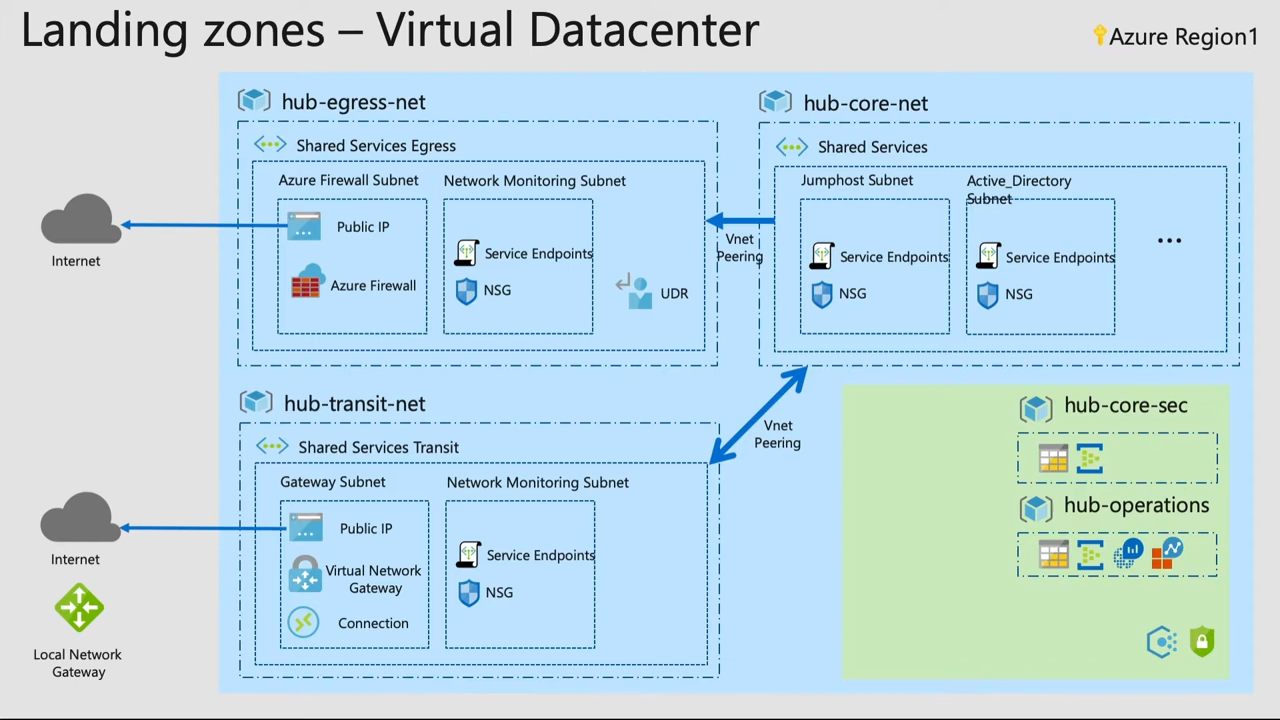 Landing zones – Virtual Datacenter
Azure Region1
hub-egress-net
Shared Services Egress
Azure Firewall Subnet
Public IP
Azure Firewall
Network Monitoring Subnet
Service Endpoints
NSG
UDR
Internet
Vnet
Peering
hub-core-net
Shared Services
Jumphost Subnet
Service Endpoints
NSG
Active_Directory
Subnet
Service Endpoints
NSG
...
hub-transit-net
Shared Services Transit
Gateway Subnet
Public IP
Virtual Network
Gateway
Connection
Network Monitoring Subnet
Service Endpoints
NSG
Vnet
Peering
Internet
Local Network
Gateway
hub-core-sec
hub-operations